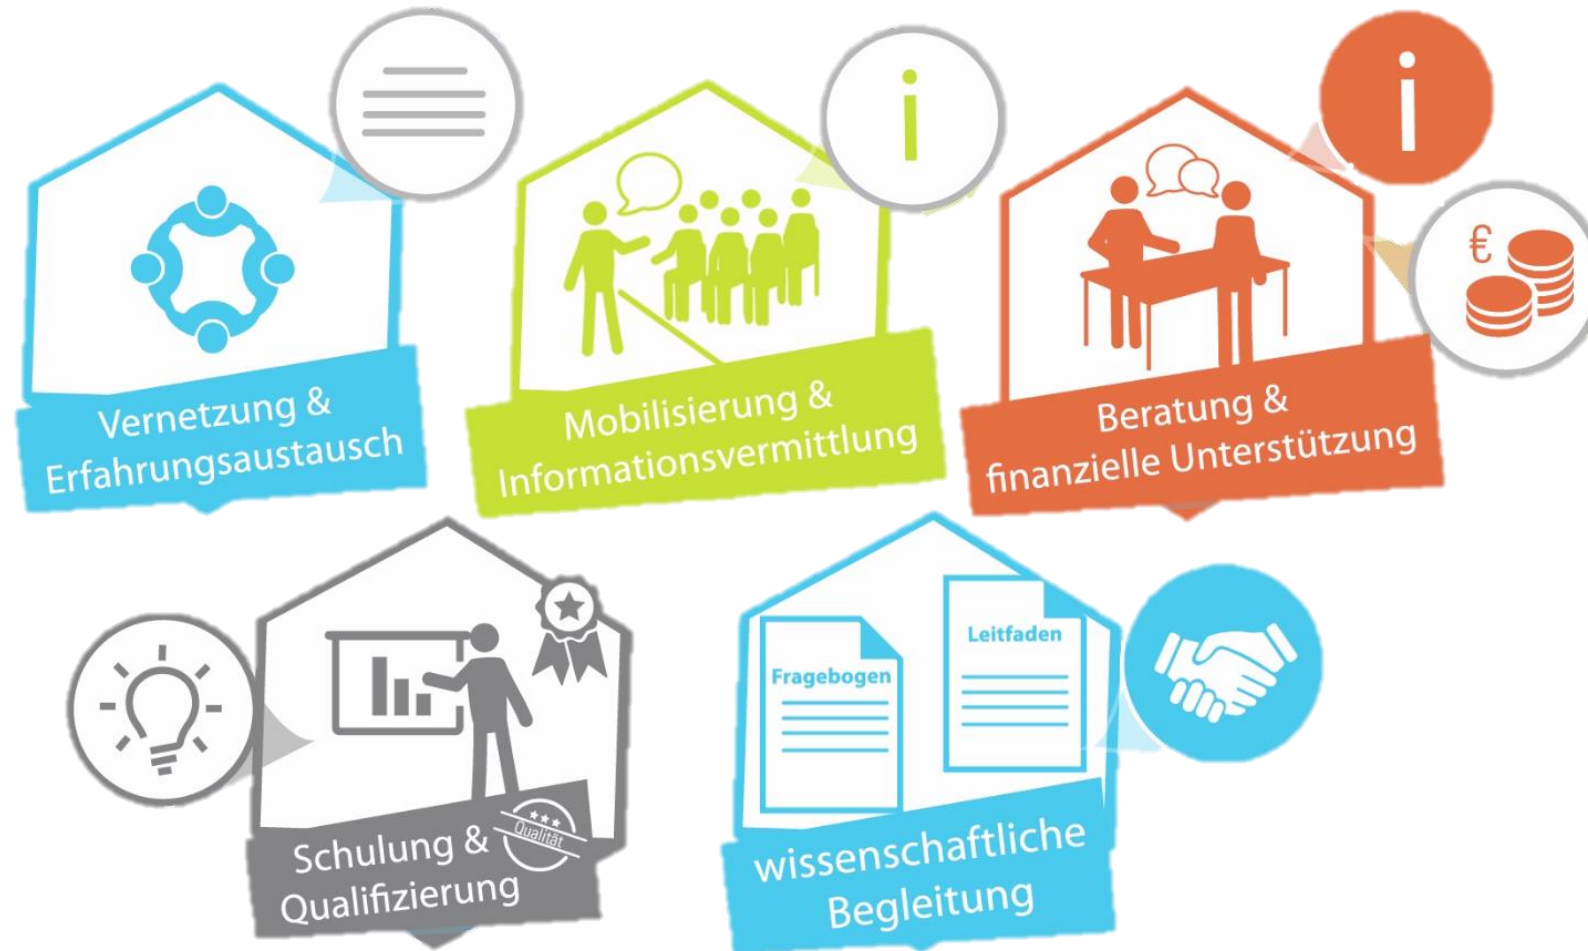 i
i
€
Vernetzung &
Erfahrungsaustausch
Mobilisierung &
Informationsvermittlung
Beratung &
finanzielle Unterstützung
Fragebogen
Leitfaden
Schulung &
Qualifizierung
Qualität
wissenschaftliche
Begleitung